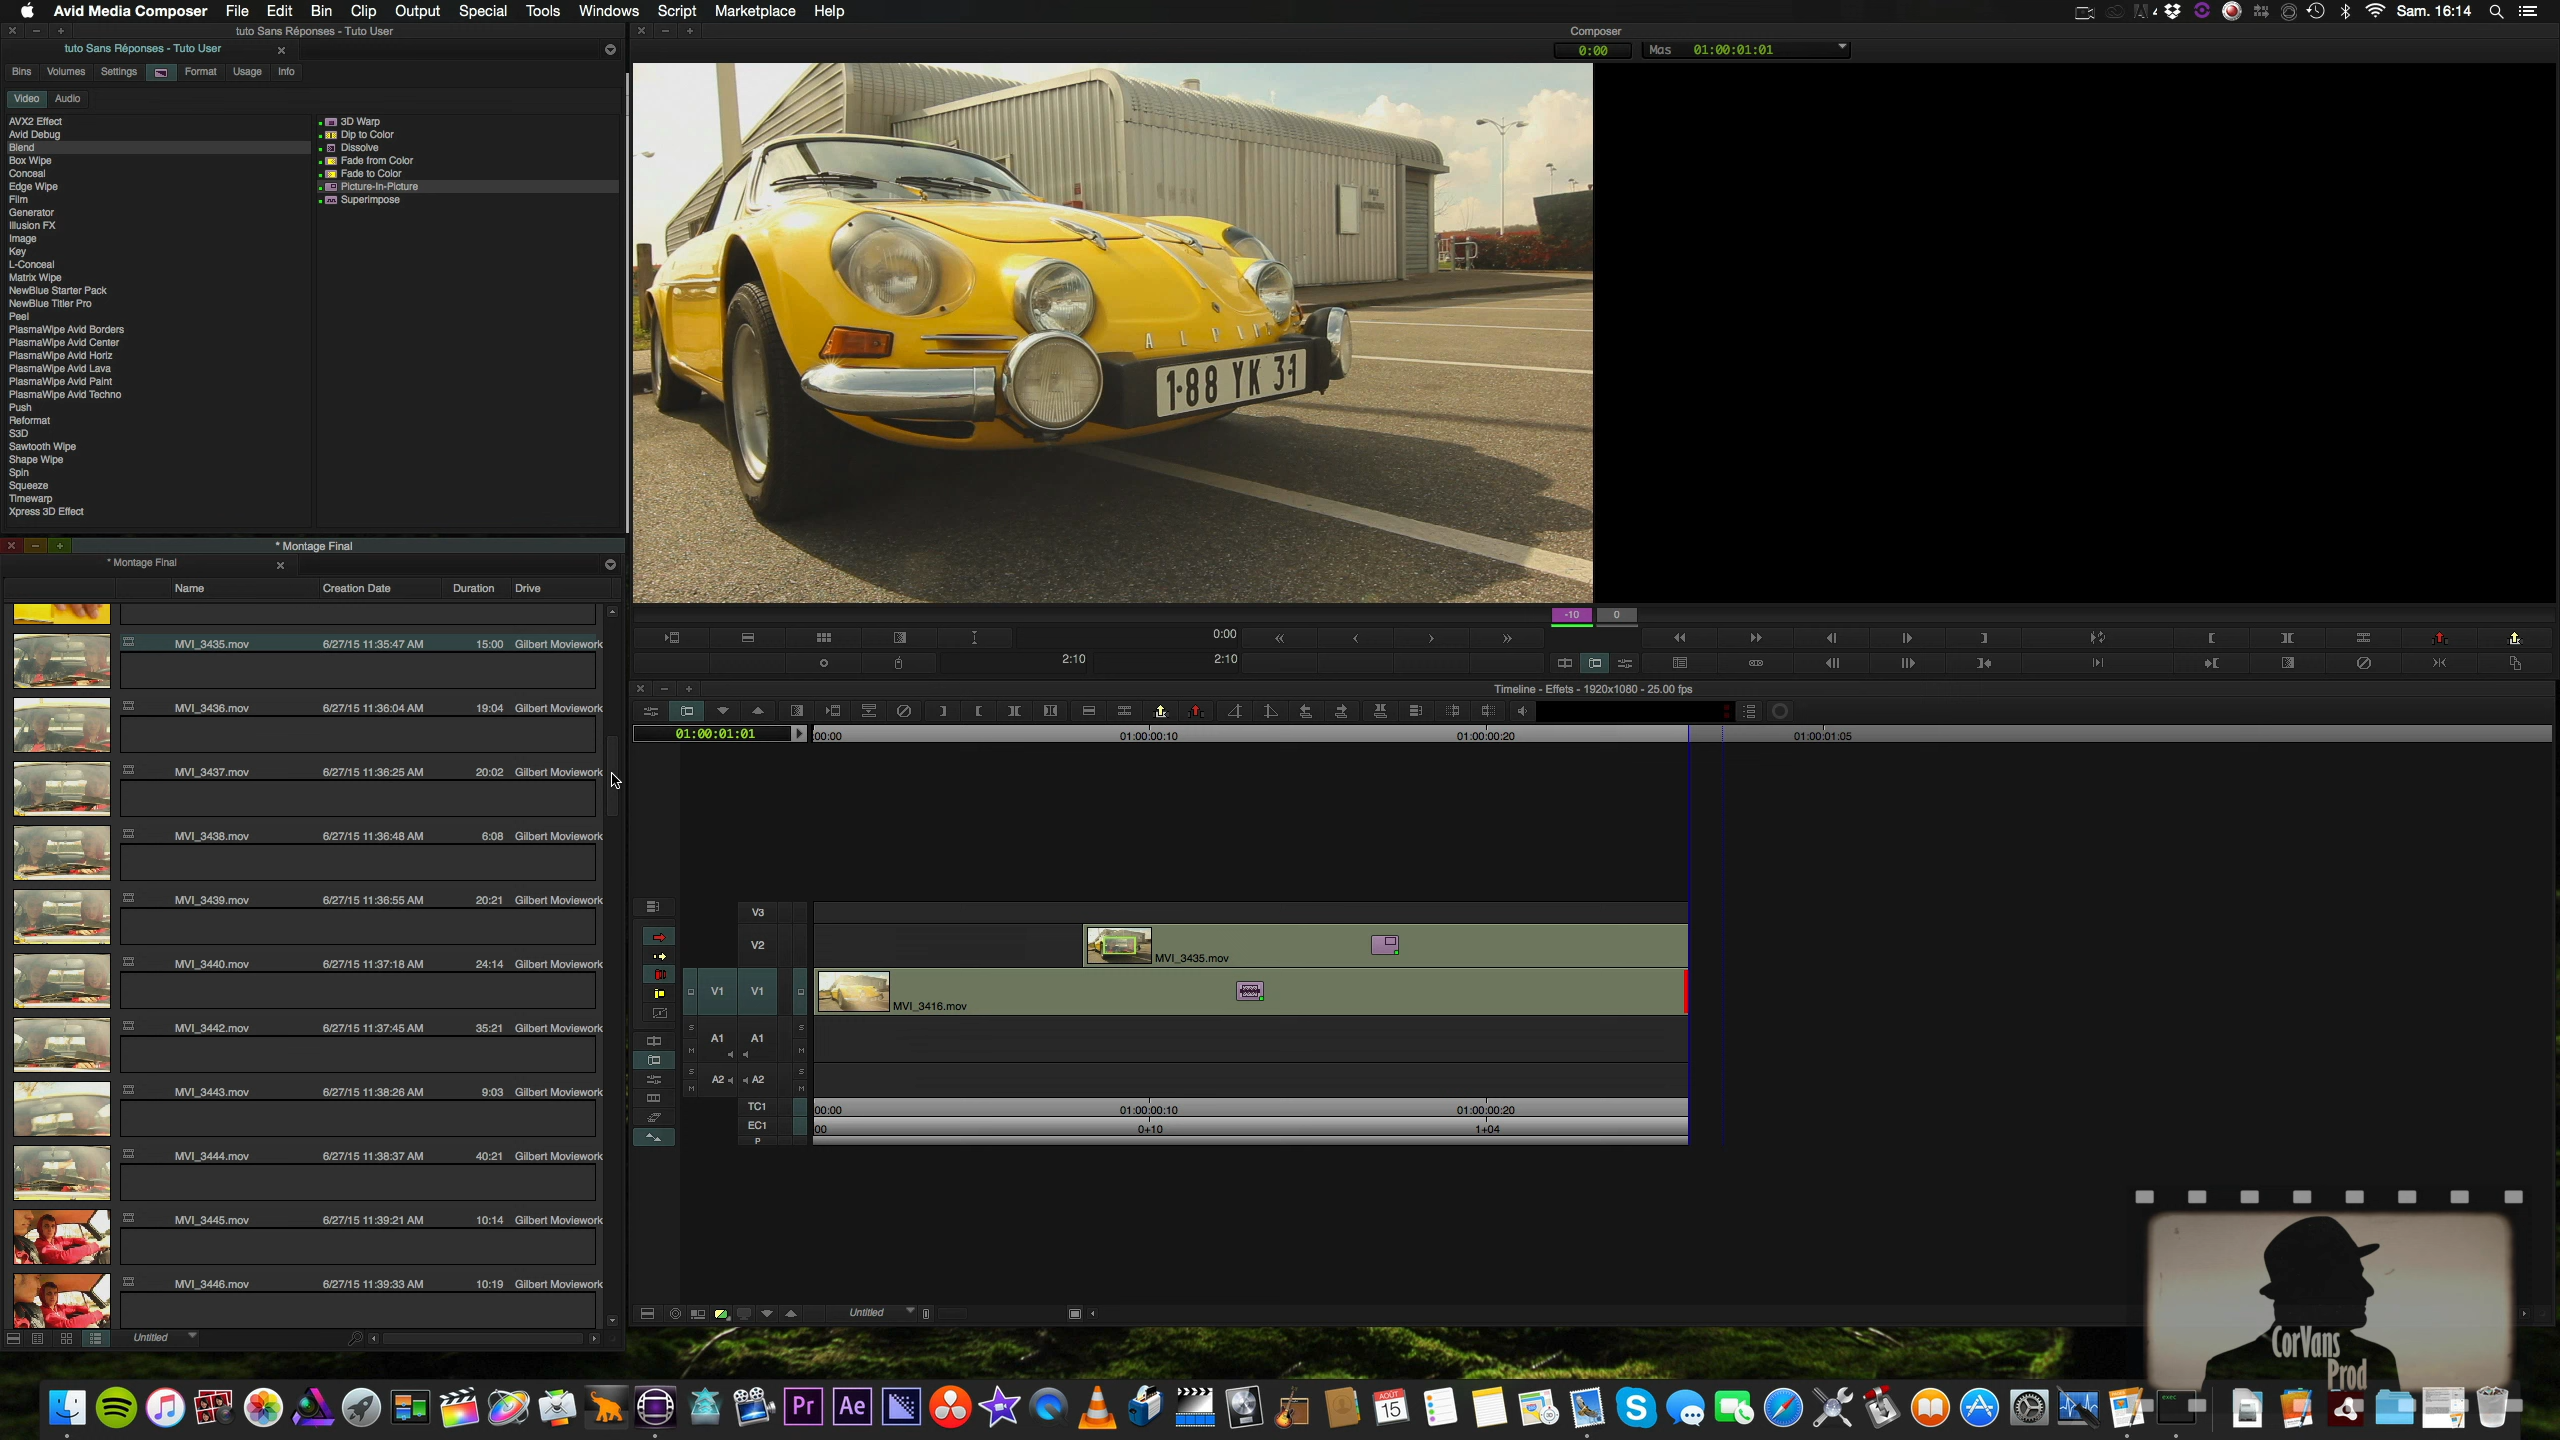 Avid Media Composer File Edit Bin Clip Output Special Tools Windows Script Marketplace Help
Sam. 16:14
tuto Sans Réponses - Tuto User
tuto Sans Réponses - Tuto User
Bins Volumes Settings Format Usage Info
Video Audio
AVX2 Effect
Avid Debug
Blend
Box Wipe
Conceal
Edge Wipe
Film
Generator
Illusion FX
Image
Key
L-Conceal
Matrix Wipe
NewBlue Starter Pack
NewBlue Titler Pro
Peel
PlasmaWipe Avid Borders
PlasmaWipe Avid Center
PlasmaWipe Avid Horiz
PlasmaWipe Avid Lava
PlasmaWipe Avid Paint
PlasmaWipe Avid Techno
Push
Reformat
S3D
Sawtooth Wipe
Shape Wipe
Spin
Squeeze
Timewarp
Xpress 3D Effect
3D Warp
Dip to Color
Dissolve
Fade from Color
Fade to Color
Picture-In-Picture
Superimpose
Composer
0:00 Mas 01:00:01:01
ALPINE
188 YK 31
-10 0
0:00
2:10 2:10
* Montage Final
* Montage Final
Name Creation Date Duration Drive
MVI_3435.mov 6/27/15 11:35:47 AM 15:00 Gilbert Moviework
MVI_3436.mov 6/27/15 11:36:04 AM 19:04 Gilbert Moviework
MVI_3437.mov 6/27/15 11:36:25 AM 20:02 Gilbert Moviework
MVI_3438.mov 6/27/15 11:36:48 AM 6:08 Gilbert Moviework
MVI_3439.mov 6/27/15 11:36:55 AM 20:21 Gilbert Moviework
MVI_3440.mov 6/27/15 11:37:18 AM 24:14 Gilbert Moviework
MVI_3442.mov 6/27/15 11:37:45 AM 35:21 Gilbert Moviework
MVI_3443.mov 6/27/15 11:38:26 AM 9:03 Gilbert Moviework
MVI_3444.mov 6/27/15 11:38:37 AM 40:21 Gilbert Moviework
MVI_3445.mov 6/27/15 11:39:21 AM 10:14 Gilbert Moviework
MVI_3446.mov 6/27/15 11:39:33 AM 10:19 Gilbert Moviework
Untitled
Timeline - Effets - 1920x1080 - 25.00 fps
01:00:01:01 00:00 01:00:00:10 01:00:00:20 01:00:01:05
V3
V2 MVI_3435.mov
V1 V1 MVI_3416.mov
S S
A1 A1
M M
S S
A2 A2
M M
TC1 00:00 01:00:00:10 01:00:00:20
EC1 00 0+10 1+04
P
Untitled
CorVans
Prod
Pr Ae
AOÛT
15
exec